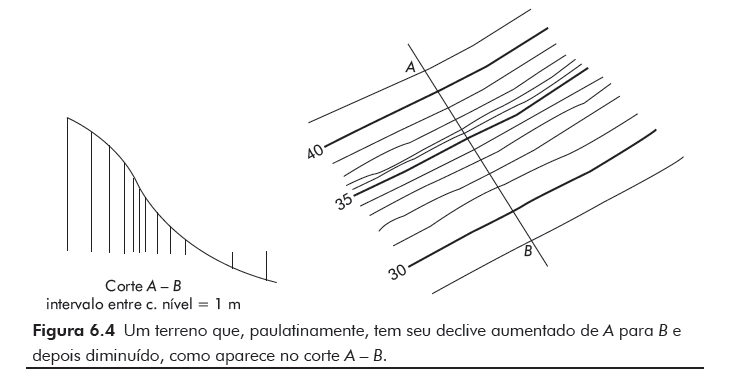 A
40
35
30
B
Corte A – B
intervalo entre c. nível = 1 m
Figura 6.4 Um terreno que, paulatinamente, tem seu declive aumentado de A para B e
depois diminuído, como aparece no corte A – B.